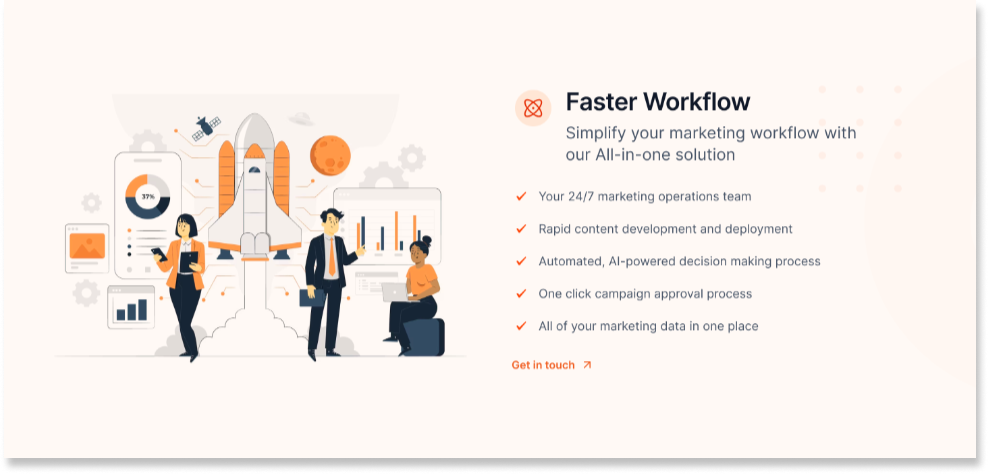 37%
Faster Workflow
Simplify your marketing workflow with
our All-in-one solution
Your 24/7 marketing operations team
Rapid content development and deployment
Automated, AI-powered decision making process
One click campaign approval process
All of your marketing data in one place
Get in touch